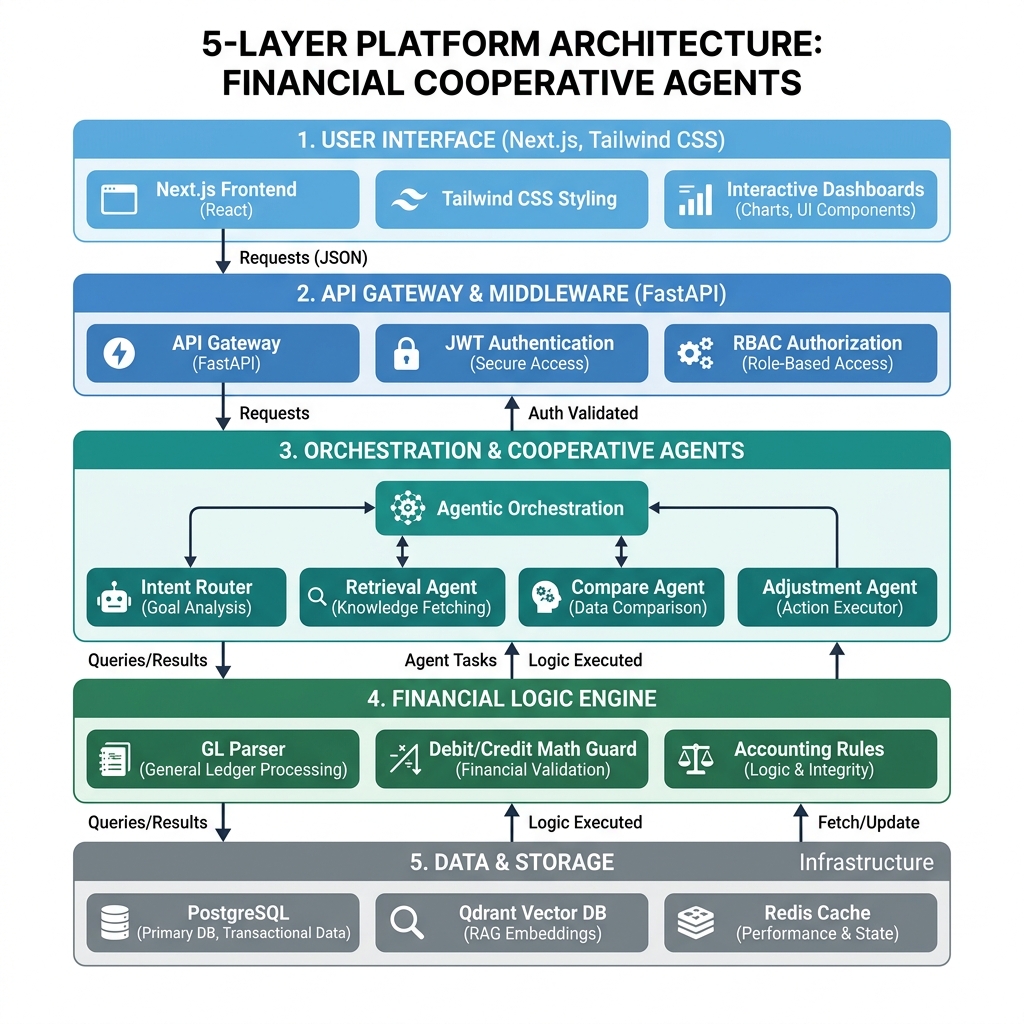 5-LAYER PLATFORM ARCHITECTURE:
FINANCIAL COOPERATIVE AGENTS
1. USER INTERFACE (Next.js, Tailwind CSS)
Next.js Frontend
(React)
Tailwind CSS Styling
Interactive Dashboards
(Charts, UI Components)
Requests (JSON)
2. API GATEWAY & MIDDLEWARE (FastAPI)
API Gateway
(FastAPI)
JWT Authentication
(Secure Access)
RBAC Authorization
(Role-Based Access)
Requests
Auth Validated
3. ORCHESTRATION & COOPERATIVE AGENTS
Agentic Orchestration
Intent Router
(Goal Analysis)
Retrieval Agent
(Knowledge Fetching)
Compare Agent
(Data Comparison)
Adjustment Agent
(Action Executor)
Queries/Results
Agent Tasks
Logic Executed
4. FINANCIAL LOGIC ENGINE
GL Parser
(General Ledger Processing)
Debit/Credit Math Guard
(Financial Validation)
Accounting Rules
(Logic & Integrity)
Queries/Results
Logic Executed
Fetch/Update
5. DATA & STORAGE
Infrastructure
PostgreSQL
(Primary DB, Transactional Data)
Qdrant Vector DB
(RAG Embeddings)
Redis Cache
(Performance & State)